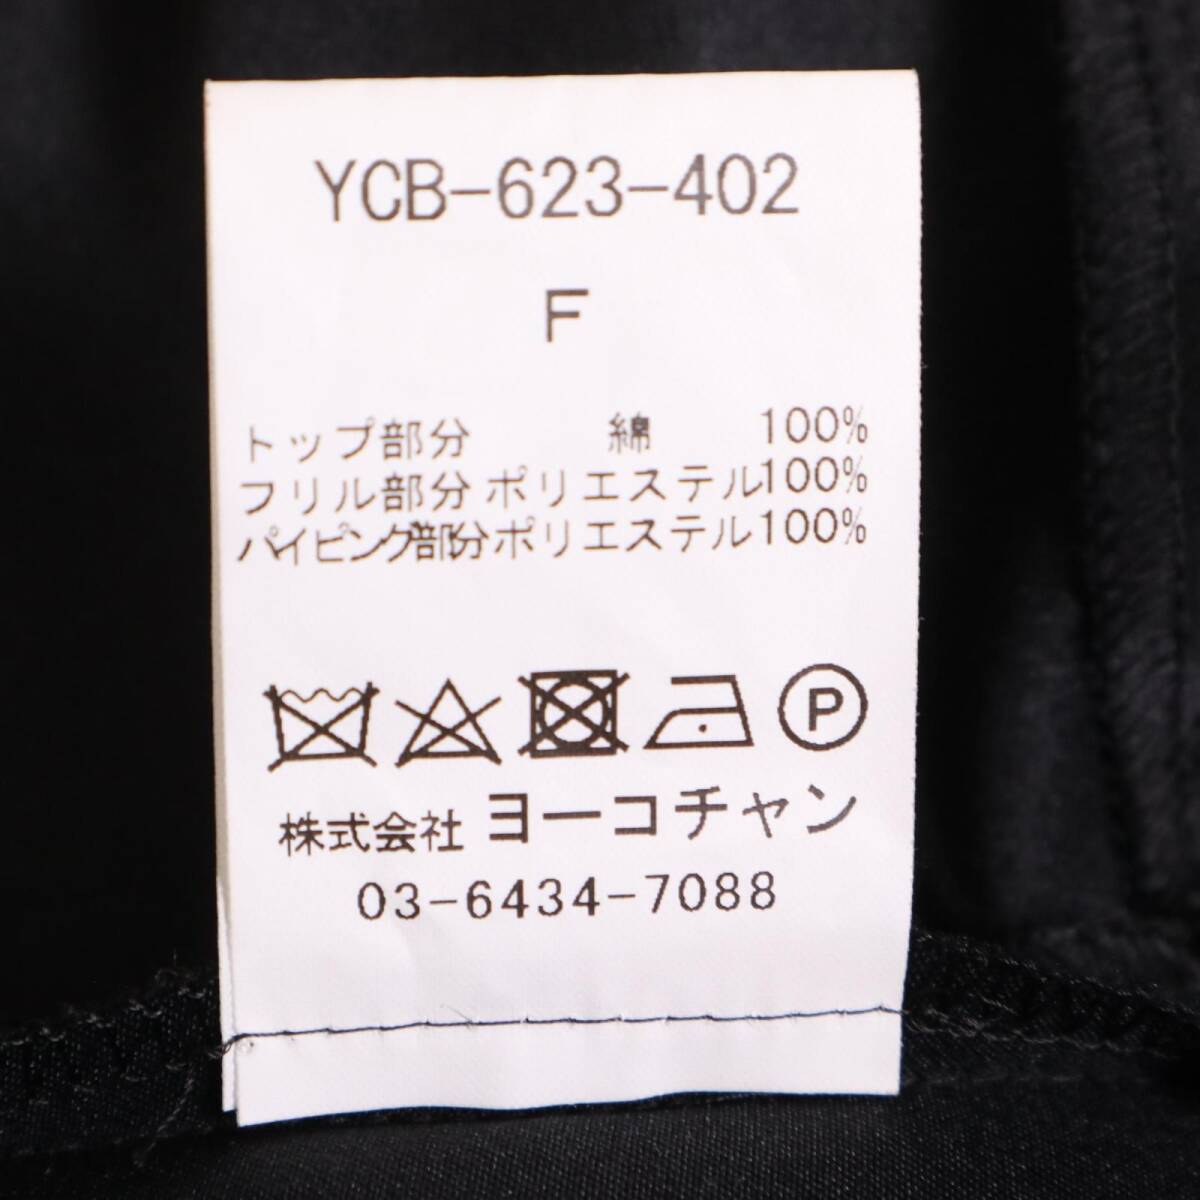 YCB-623-402
F
トップ部分 綿 100%
フリル部分 ポリエステル100%
パイピング部分ポリエステル100%
P
株式会社 ヨーコチャン
03-6434-7088